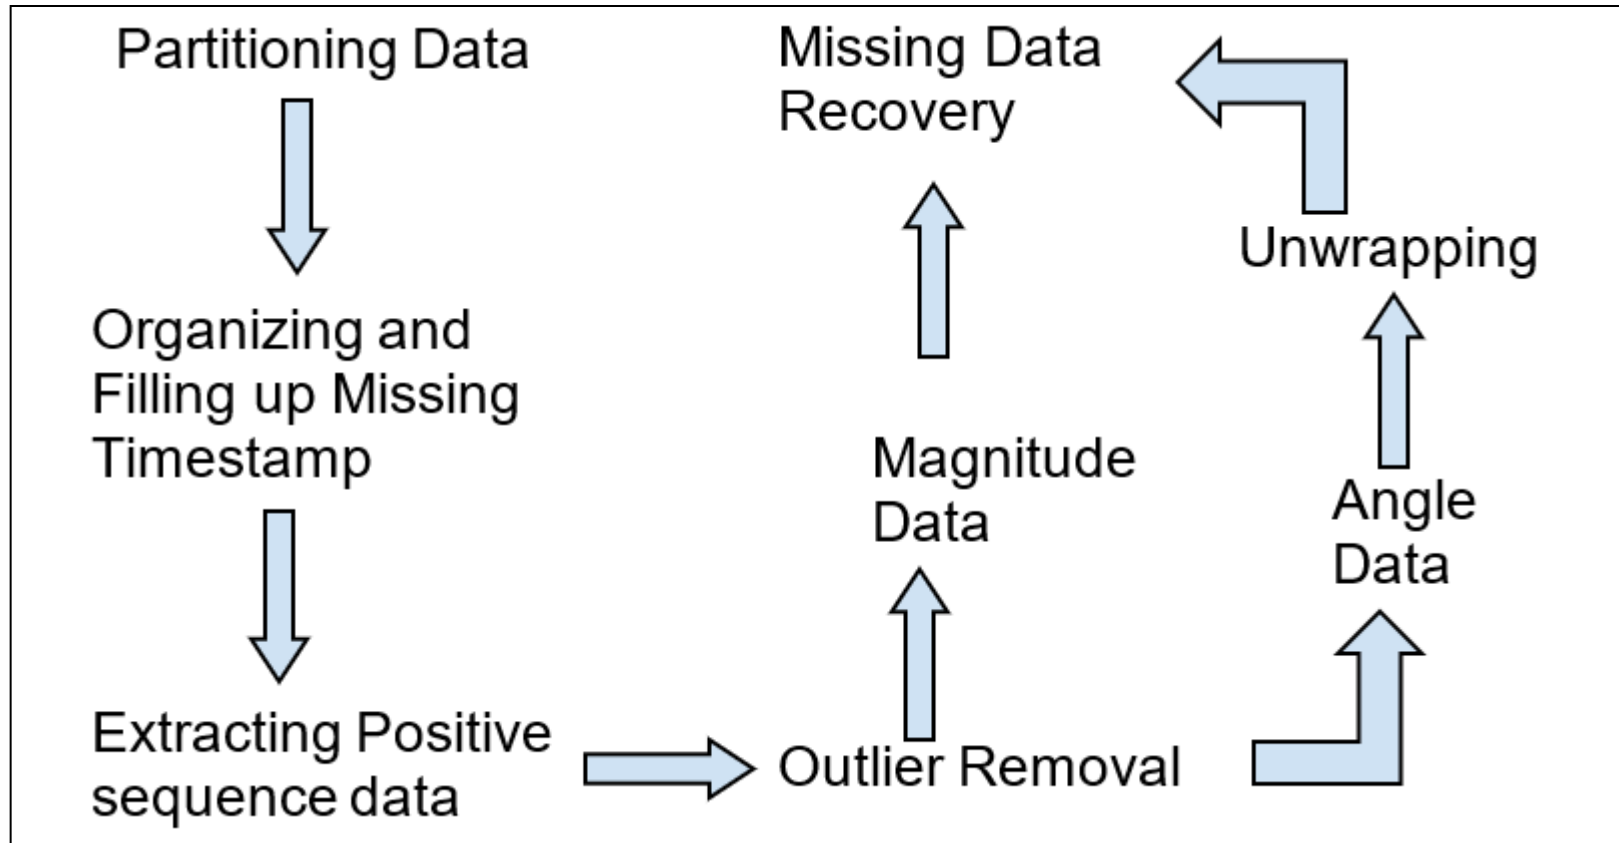 Partitioning Data
Organizing and
Filling up Missing
Timestamp
Extracting Positive
sequence data
Outlier Removal
Magnitude
Data
Angle
Data
Unwrapping
Missing Data
Recovery